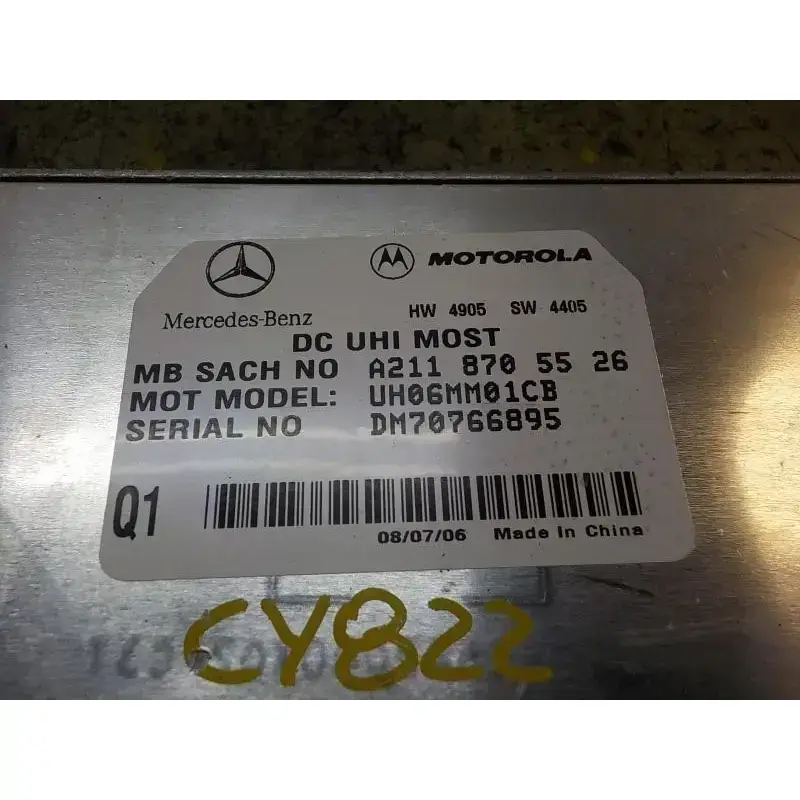 MOTOROLA
Mercedes-Benz
HW 4905 SW 4405
DC UHI MOST
MB SACH NO A211 870 55 26
MOT MODEL: UH06MM01CB
SERIAL NO DM70766895
Q1
08/07/06 Made In China
CY822